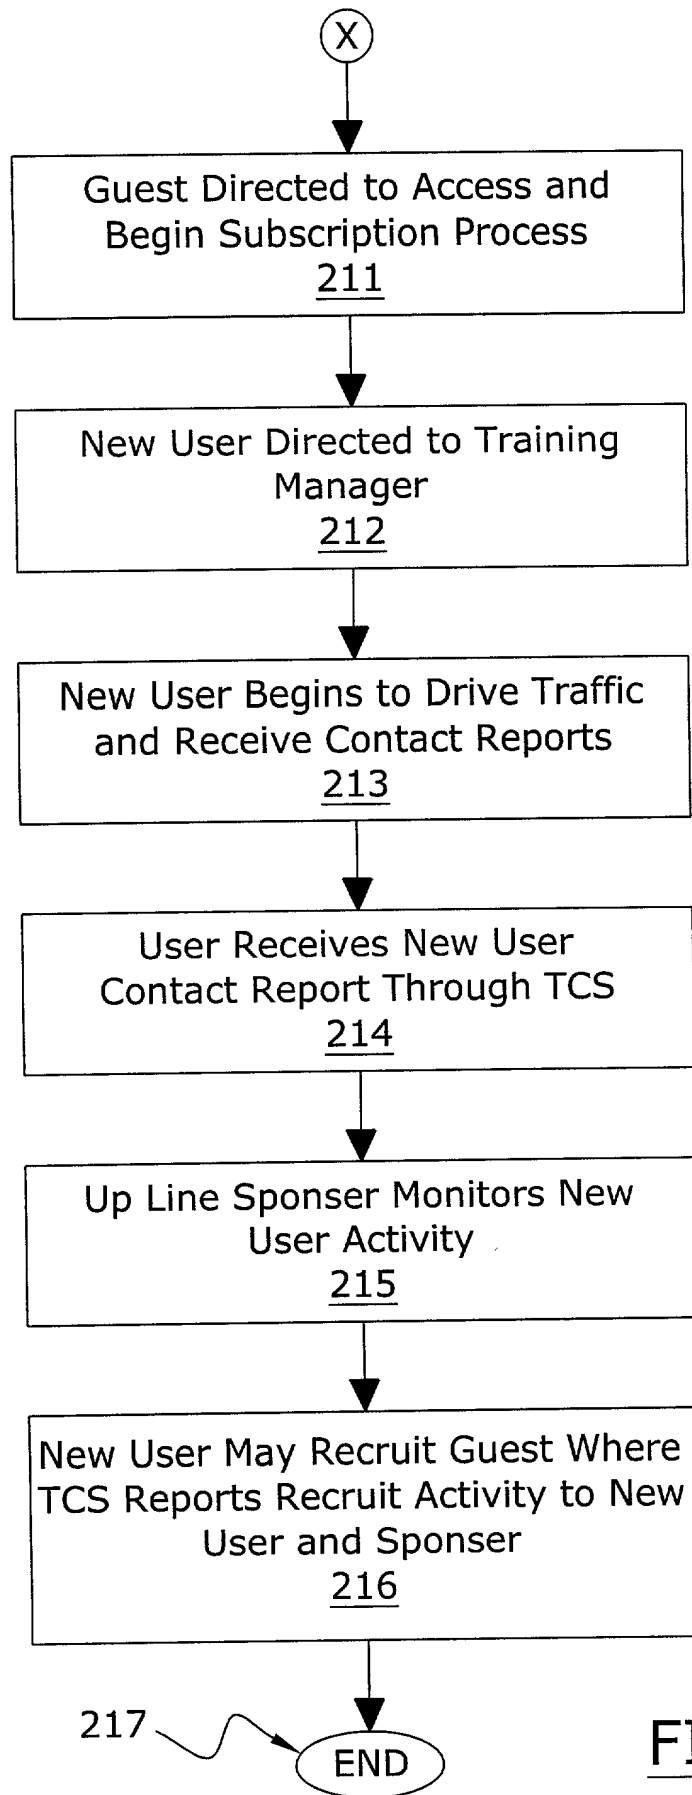 X
Guest Directed to Access and
Begin Subscription Process
211
New User Directed to Training
Manager
212
New User Begins to Drive Traffic
and Receive Contact Reports
213
User Receives New User
Contact Report Through TCS
214
Up Line Sponser Monitors New
User Activity
215
New User May Recruit Guest Where
TCS Reports Recruit Activity to New
User and Sponser
216
217
END